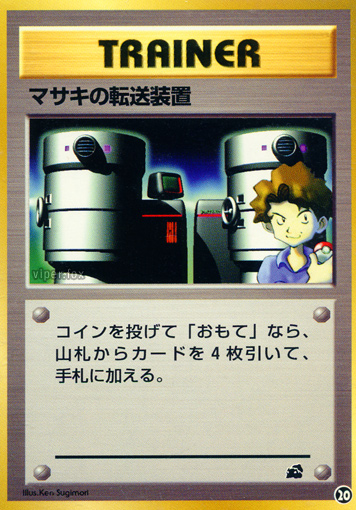 TRAINER
マサキの転送装置
viper.fox
コインを投げて「おもて」なら、
山札からカードを4枚引いて、
手札に加える。
Illus.Ken Sugimori
20